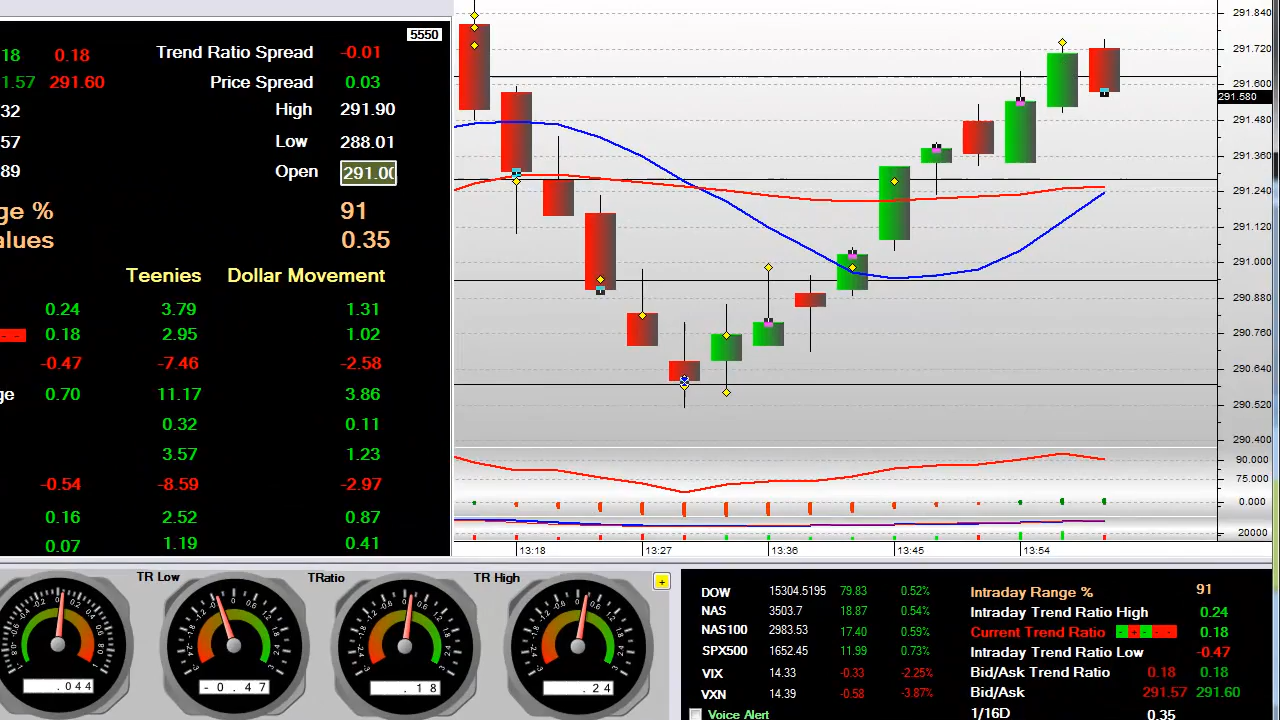 5550
18 0.18 Trend Ratio Spread -0.01
1.57 291.60 Price Spread 0.03
32 High 291.90
57 Low 288.01
89 Open 291.00
ge % 91
alues 0.35
Teenies Dollar Movement
0.24 3.79 1.31
0.18 2.95 1.02
-0.47 -7.46 -2.58
ge 0.70 11.17 3.86
0.32 0.11
3.57 1.23
-0.54 -8.59 -2.97
0.16 2.52 0.87
0.07 1.19 0.41
291.840
291.720
291.600
291.580
291.480
291.360
291.240
291.120
291.000
290.880
290.760
290.640
290.520
290.400
90.000
75.000
0.000
20000
13:18 13:27 13:36 13:45 13:54
TR Low TRatio TR High +
.044 -0.47 .18 .24
DOW 15304.5195 79.83 0.52%
NAS 3503.7 18.87 0.54%
NAS100 2983.53 17.40 0.59%
SPX500 1652.45 11.99 0.73%
VIX 14.33 -0.33 -2.25%
VXN 14.39 -0.58 -3.87%
Voice Alert
Intraday Range % 91
Intraday Trend Ratio High 0.24
Current Trend Ratio - + - - - 0.18
Intraday Trend Ratio Low -0.47
Bid/Ask Trend Ratio 0.18 0.18
Bid/Ask 291.57 291.60
1/16D 0.35